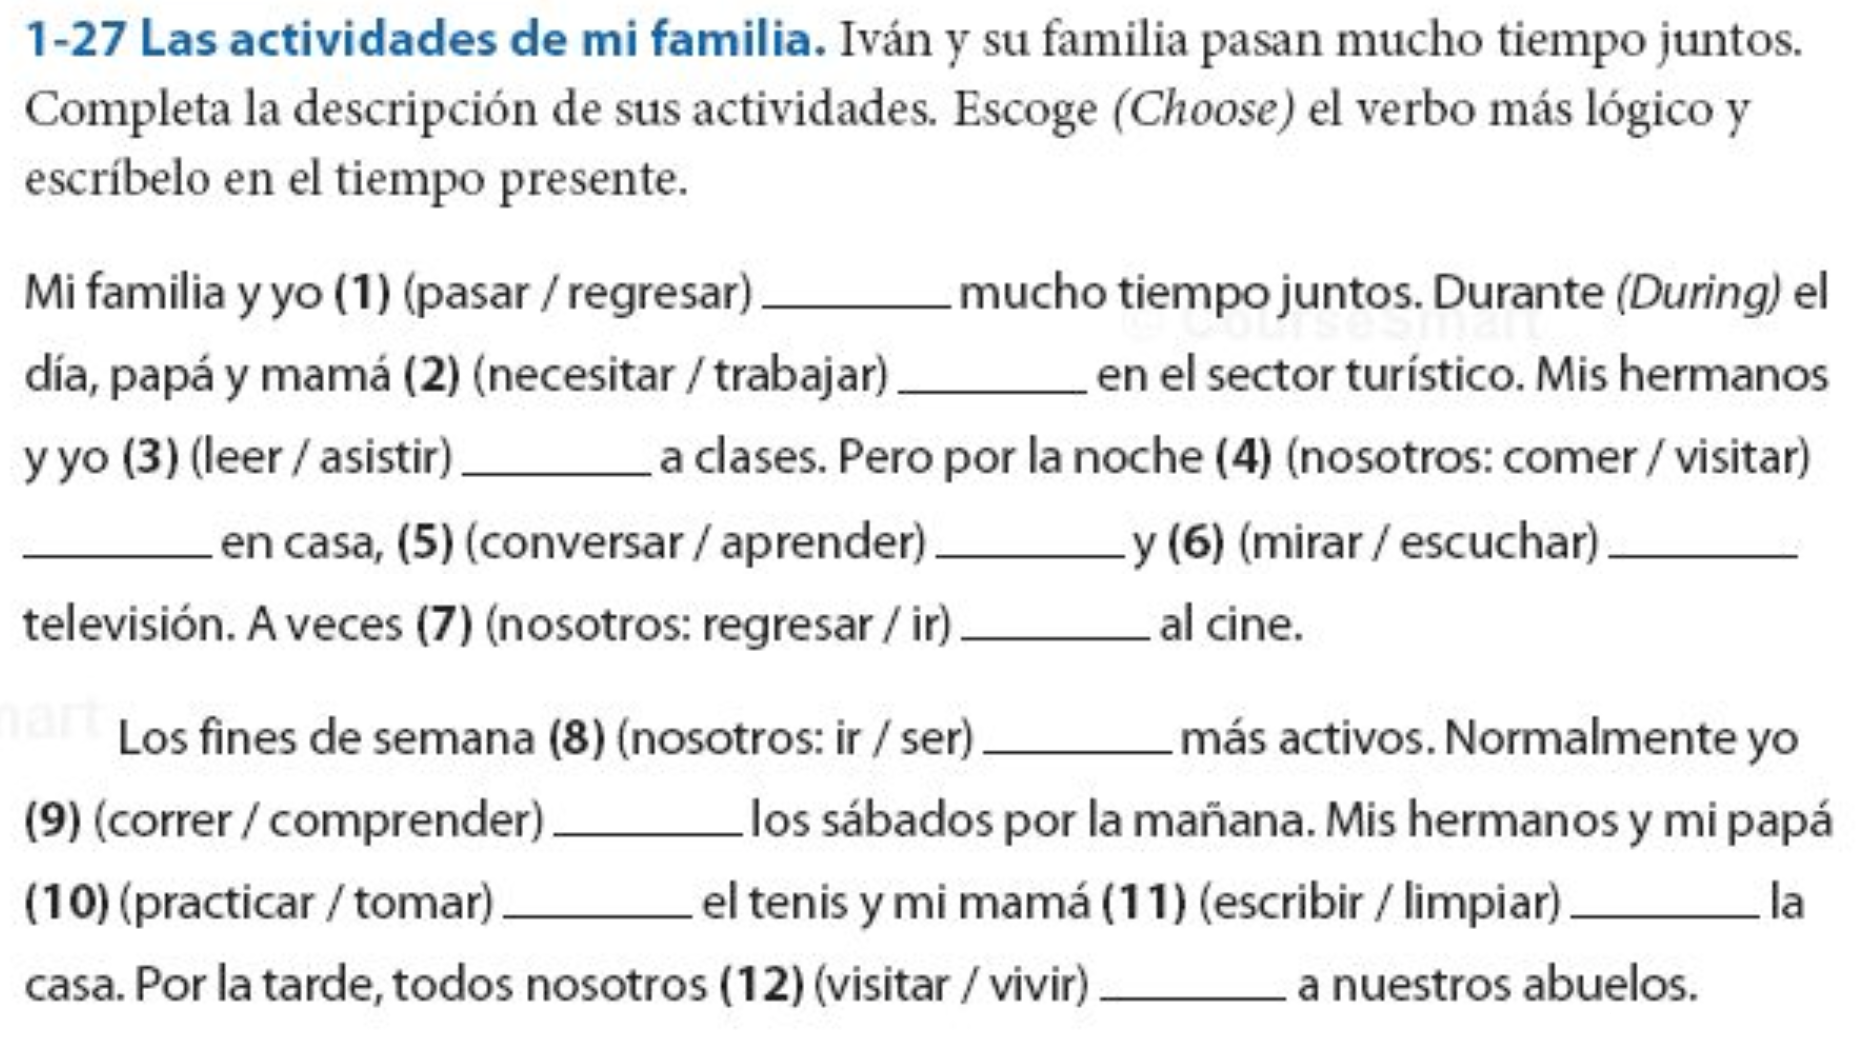 1-27 Las actividades de mi familia. Iván y su familia pasan mucho tiempo juntos.
Completa la descripción de sus actividades. Escoge (Choose) el verbo más lógico y
escríbelo en el tiempo presente.
Mi familia y yo (1) (pasar / regresar) ________ mucho tiempo juntos. Durante (During) el
© CourseSmart
día, papá y mamá (2) (necesitar / trabajar) ________ en el sector turístico. Mis hermanos
y yo (3) (leer / asistir) ________ a clases. Pero por la noche (4) (nosotros: comer / visitar)
________ en casa, (5) (conversar / aprender) ________ y (6) (mirar / escuchar) ________
televisión. A veces (7) (nosotros: regresar / ir) ________ al cine.
mart
Los fines de semana (8) (nosotros: ir / ser) ________ más activos. Normalmente yo
(9) (correr / comprender) ________ los sábados por la mañana. Mis hermanos y mi papá
(10) (practicar / tomar) ________ el tenis y mi mamá (11) (escribir / limpiar) ________ la
casa. Por la tarde, todos nosotros (12) (visitar / vivir) ________ a nuestros abuelos.